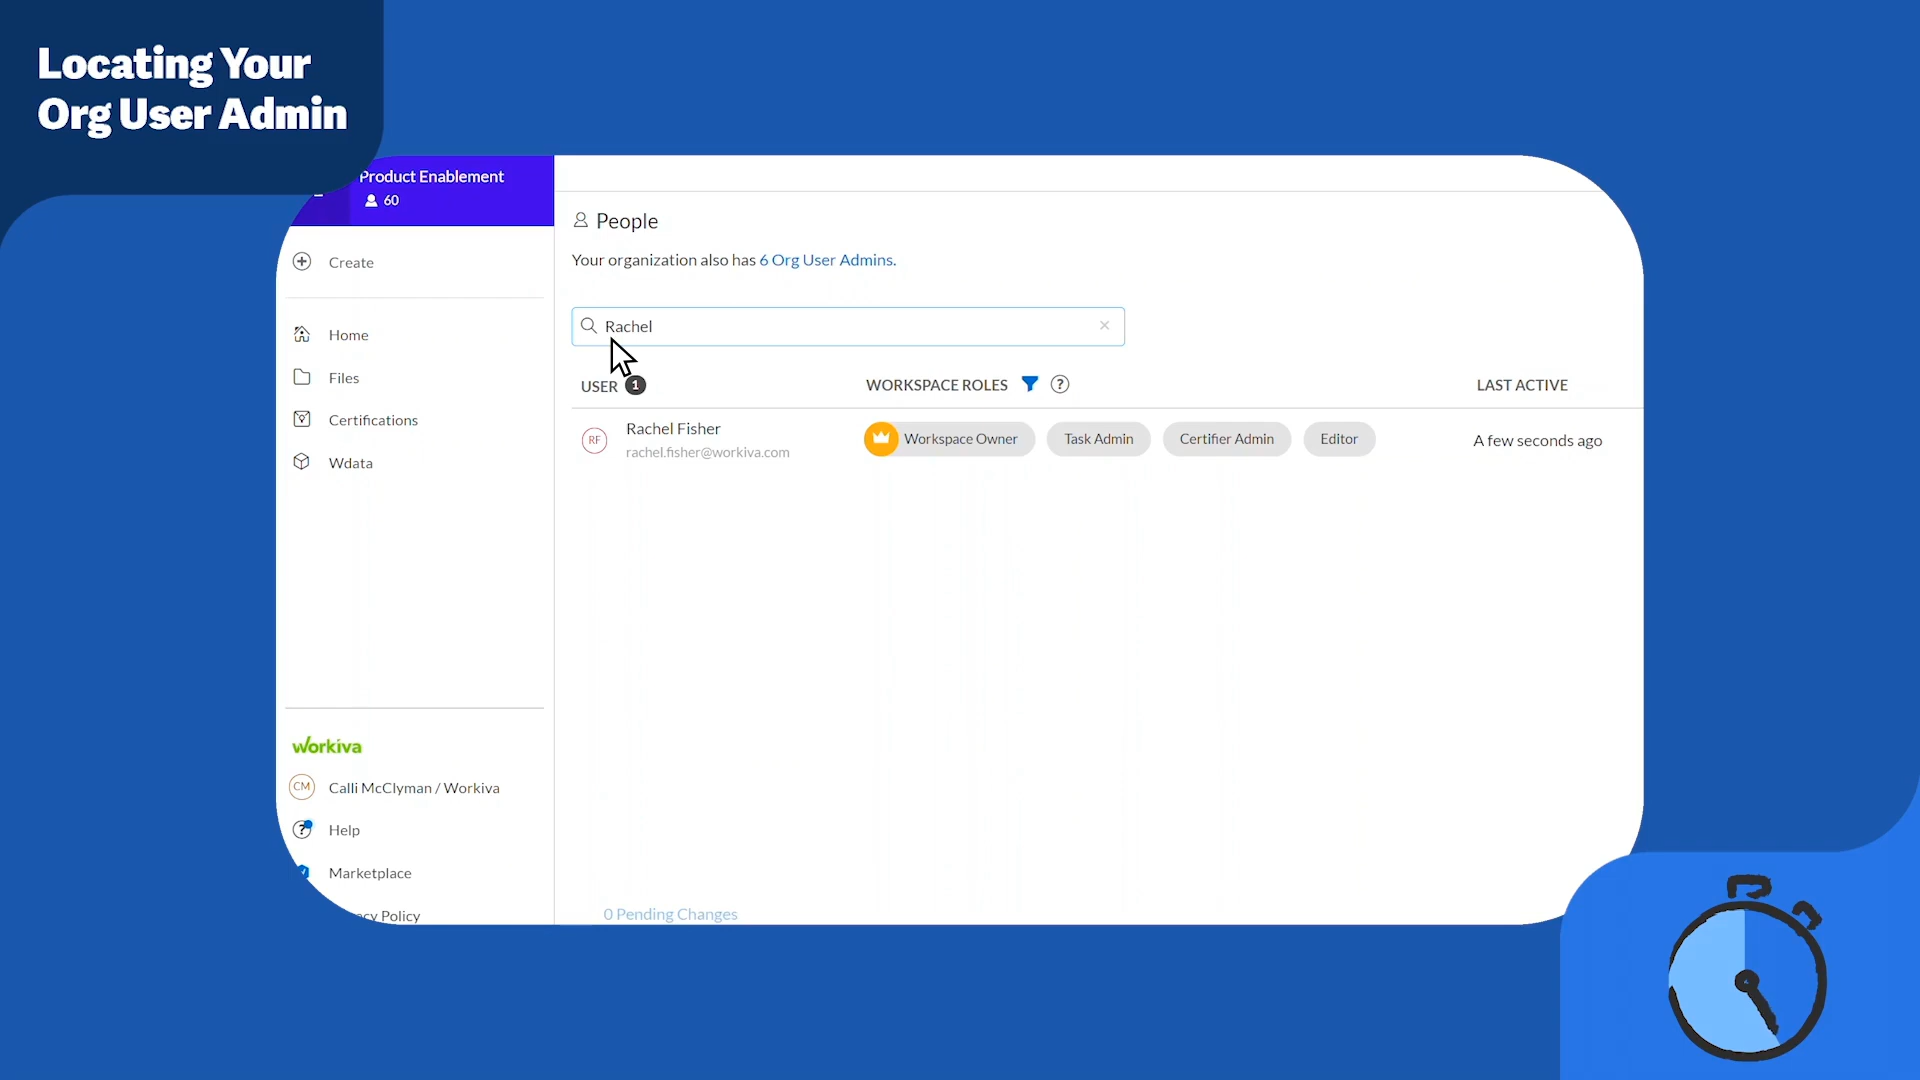 Locating Your
Org User Admin
Product Enablement
60
Create
Home
Files
Certifications
Wdata
workiva
CM
Calli McClyman / Workiva
Help
Marketplace
cy Policy
People
Your organization also has 6 Org User Admins.
Rachel
USER 1
WORKSPACE ROLES ?
LAST ACTIVE
RF
Rachel Fisher
rachel.fisher@workiva.com
Workspace Owner
Task Admin
Certifier Admin
Editor
A few seconds ago
0 Pending Changes